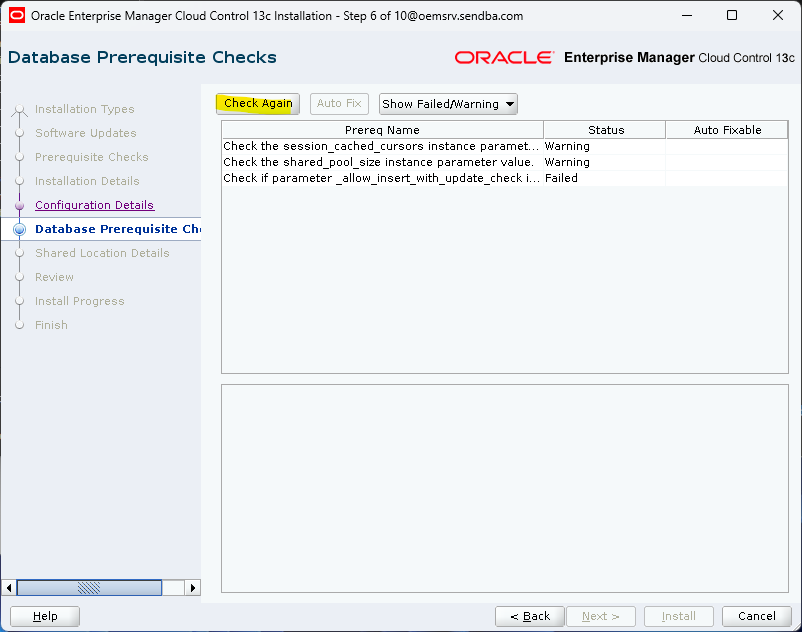 Oracle Enterprise Manager Cloud Control 13c Installation - Step 6 of 10@oemsrv.sendba.com
Database Prerequisite Checks
ORACLE Enterprise Manager Cloud Control 13c
Installation Types
Software Updates
Prerequisite Checks
Installation Details
Configuration Details
Database Prerequisite Che
Shared Location Details
Review
Install Progress
Finish
Check Again Auto Fix Show Failed/Warning
Prereq Name Status Auto Fixable
Check the session_cached_cursors instance paramet... Warning
Check the shared_pool_size instance parameter value. Warning
Check if parameter _allow_insert_with_update_check i... Failed
Help < Back Next > Install Cancel